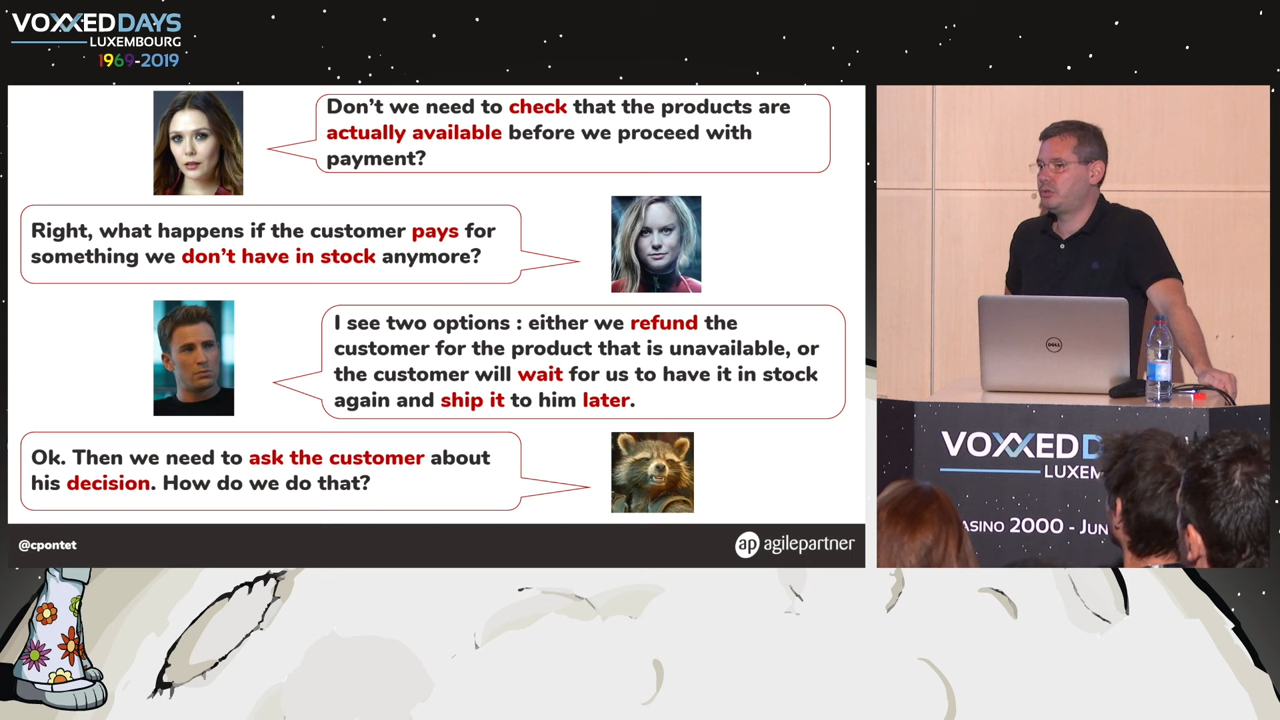 VOXXED DAYS
LUXEMBOURG
1969-2019
Don't we need to check that the products are
actually available before we proceed with
payment?
Right, what happens if the customer pays for
something we don't have in stock anymore?
I see two options : either we refund the
customer for the product that is unavailable, or
the customer will wait for us to have it in stock
again and ship it to him later.
Ok. Then we need to ask the customer about
his decision. How do we do that?
@cpontet
ap agilepartner
DELL
VOXXED D
LUXEM
ASINO 2000 - JUN